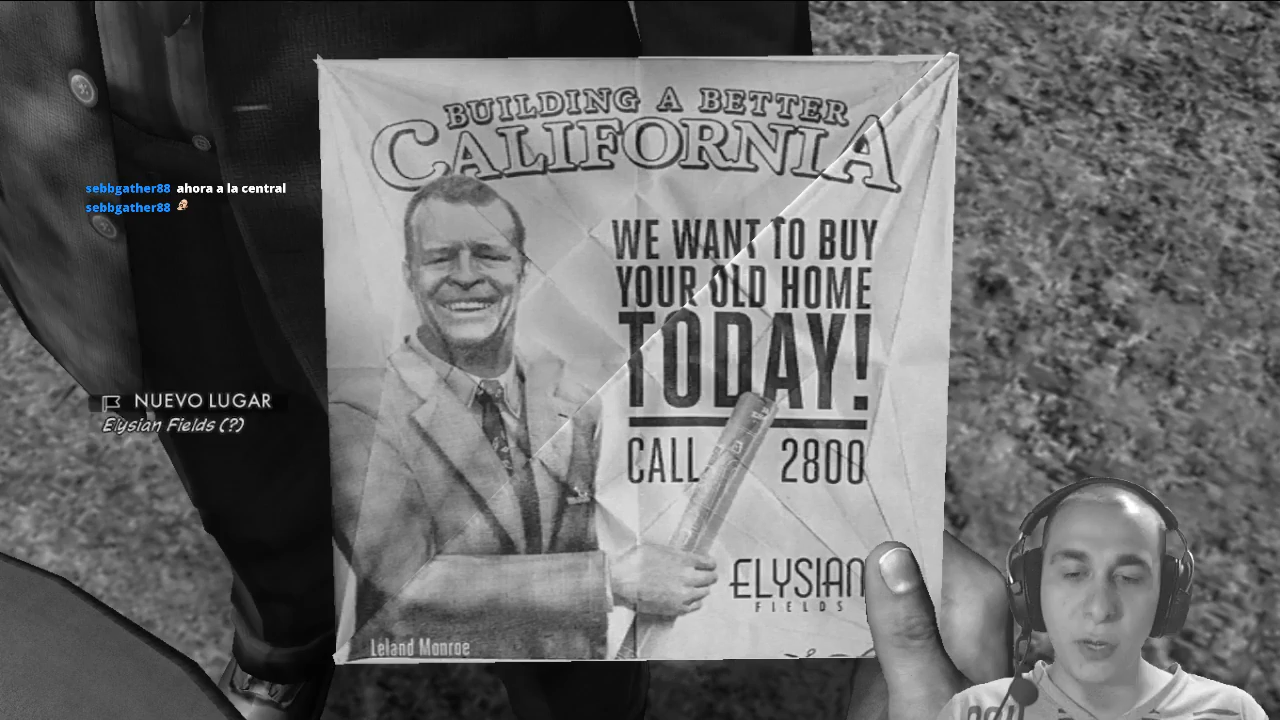 BUILDING A BETTER
CALIFORNIA
WE WANT TO BUY
YOUR OLD HOME
TODAY!
CALL 2800
ELYSIAN
FIELDS
Leland Monroe
sebbgather88 ahora a la central
sebbgather88
NUEVO LUGAR
Elysian Fields (?)